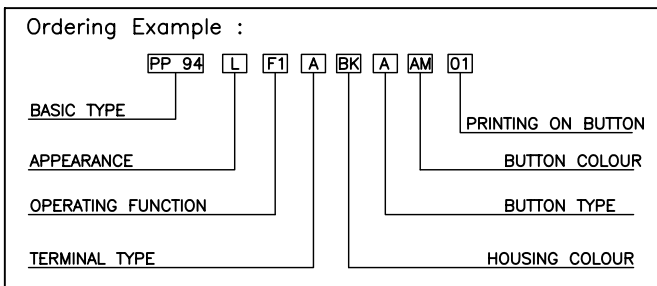 Ordering Example :
PP 94 L F1 A BK A AM 01
BASIC TYPE
PRINTING ON BUTTON
APPEARANCE
BUTTON COLOUR
OPERATING FUNCTION
BUTTON TYPE
TERMINAL TYPE
HOUSING COLOUR